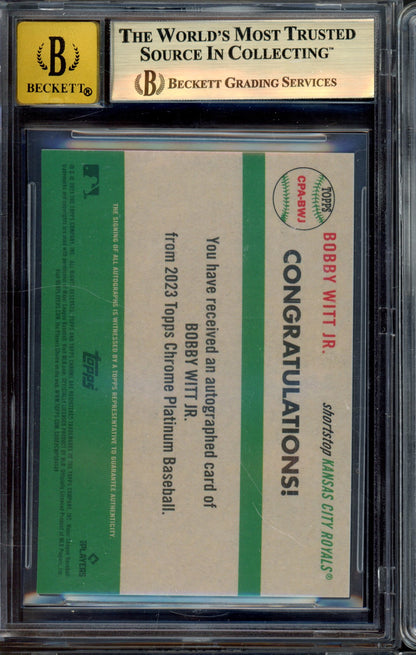 THE WORLD'S MOST TRUSTED
SOURCE IN COLLECTING™
B
BECKETT®
B BECKETT GRADING SERVICES
TOPPS
CPA-BWJ
BOBBY WITT JR.
shortstop KANSAS CITY ROYALS®
CONGRATULATIONS!
You have received an autographed card of
BOBBY WITT JR.
from 2023 Topps Chrome Platinum Baseball.
topps
THE SIGNING OF ALL AUTOGRAPHS IS WITNESSED BY A TOPPS REPRESENTATIVE TO GUARANTEE AUTHENTICITY.
PLAYERS